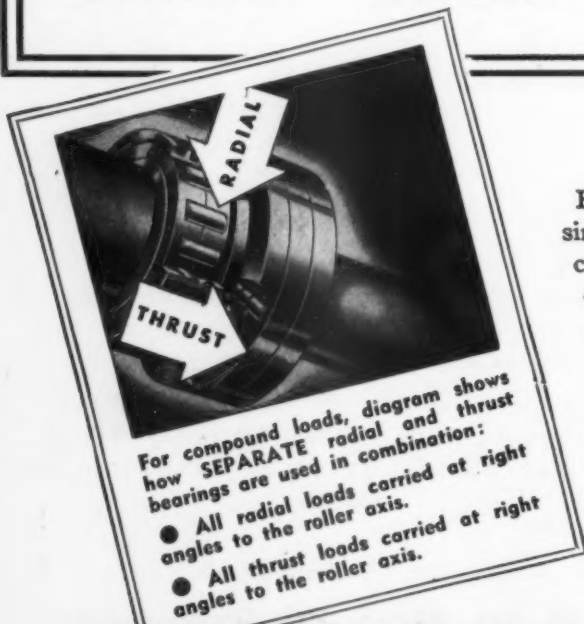 RADIAL
THRUST
For compound loads, diagram shows
how SEPARATE radial and thrust
bearings are used in combination:
● All radial loads carried at right
angles to the roller axis.
● All thrust loads carried at right
angles to the roller axis.